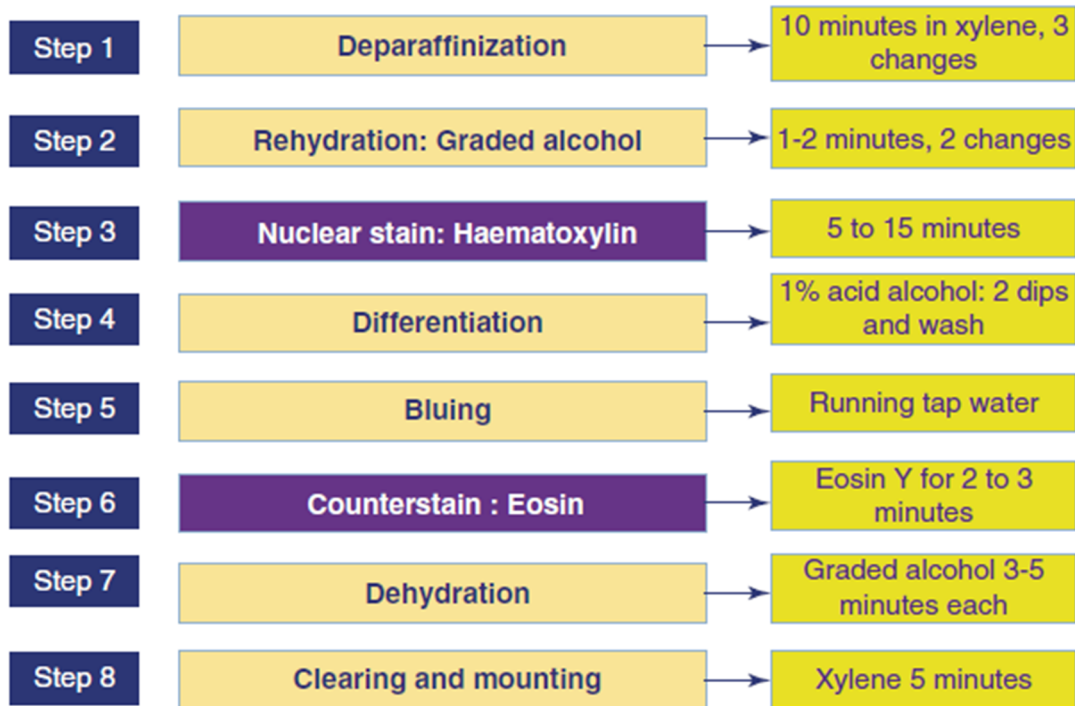 Step 1
Deparaffinization
10 minutes in xylene, 3
changes
Step 2
Rehydration: Graded alcohol
1-2 minutes, 2 changes
Step 3
Nuclear stain: Haematoxylin
5 to 15 minutes
Step 4
Differentiation
1% acid alcohol: 2 dips
and wash
Step 5
Bluing
Running tap water
Step 6
Counterstain : Eosin
Eosin Y for 2 to 3
minutes
Step 7
Dehydration
Graded alcohol 3-5
minutes each
Step 8
Clearing and mounting
Xylene 5 minutes